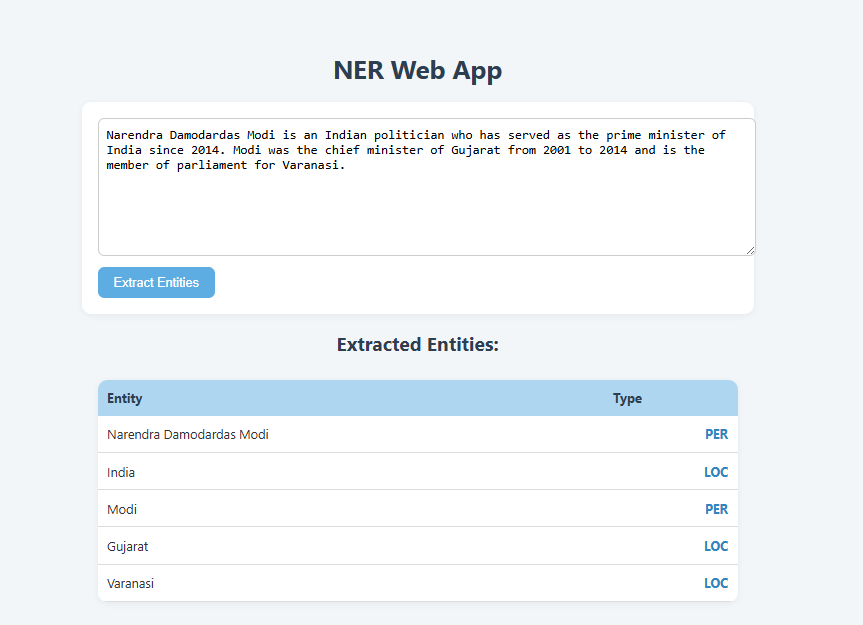 NER Web App
Narendra Damodardas Modi is an Indian politician who has served as the prime minister of
India since 2014. Modi was the chief minister of Gujarat from 2001 to 2014 and is the
member of parliament for Varanasi.
Extract Entities
Extracted Entities:
Entity Type
Narendra Damodardas Modi PER
India LOC
Modi PER
Gujarat LOC
Varanasi LOC